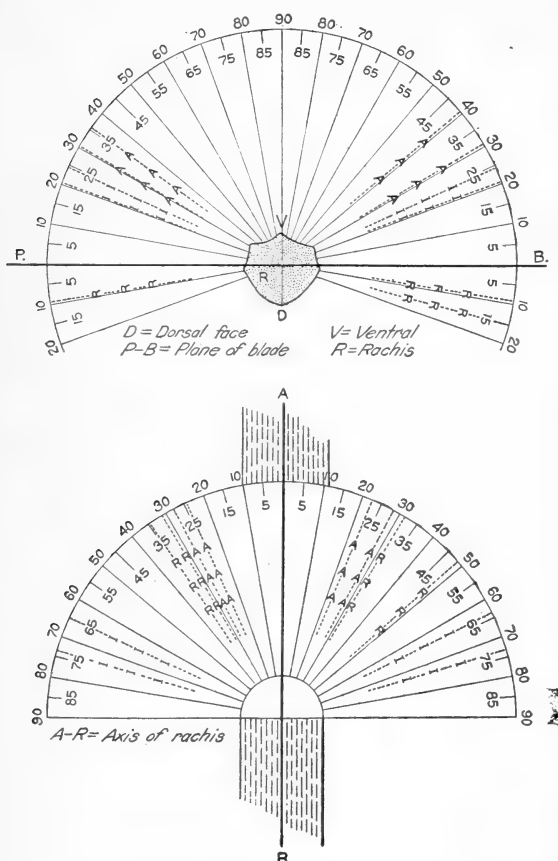 80 90 80
70 85 85 70
60 75 75 60
50 65 65 50
40 55 55 40
30 45 45 30
20 35 35 20
10 25 25 10
15 15
5 5
A A A A A A
A A A A A A
I I I I I I
V
P. B.
R
D
5 5
R R R R R R
10 R R R 10
15 15
20 20
D = Dorsal face V = Ventral
P-B = Plane of blade R = Rachis
A
10 10
20 5 5 20
30 15 15 30
40 25 25 40
50 35 35 50
60 45 45 60
70 55 55 70
80 65 65 80
90 75 75 90
85 85
R R A A A A R
R R A A A A R
R R A A A A R
R R R
I I I I I I
I I I I I I
A-R = Axis of rachis
R